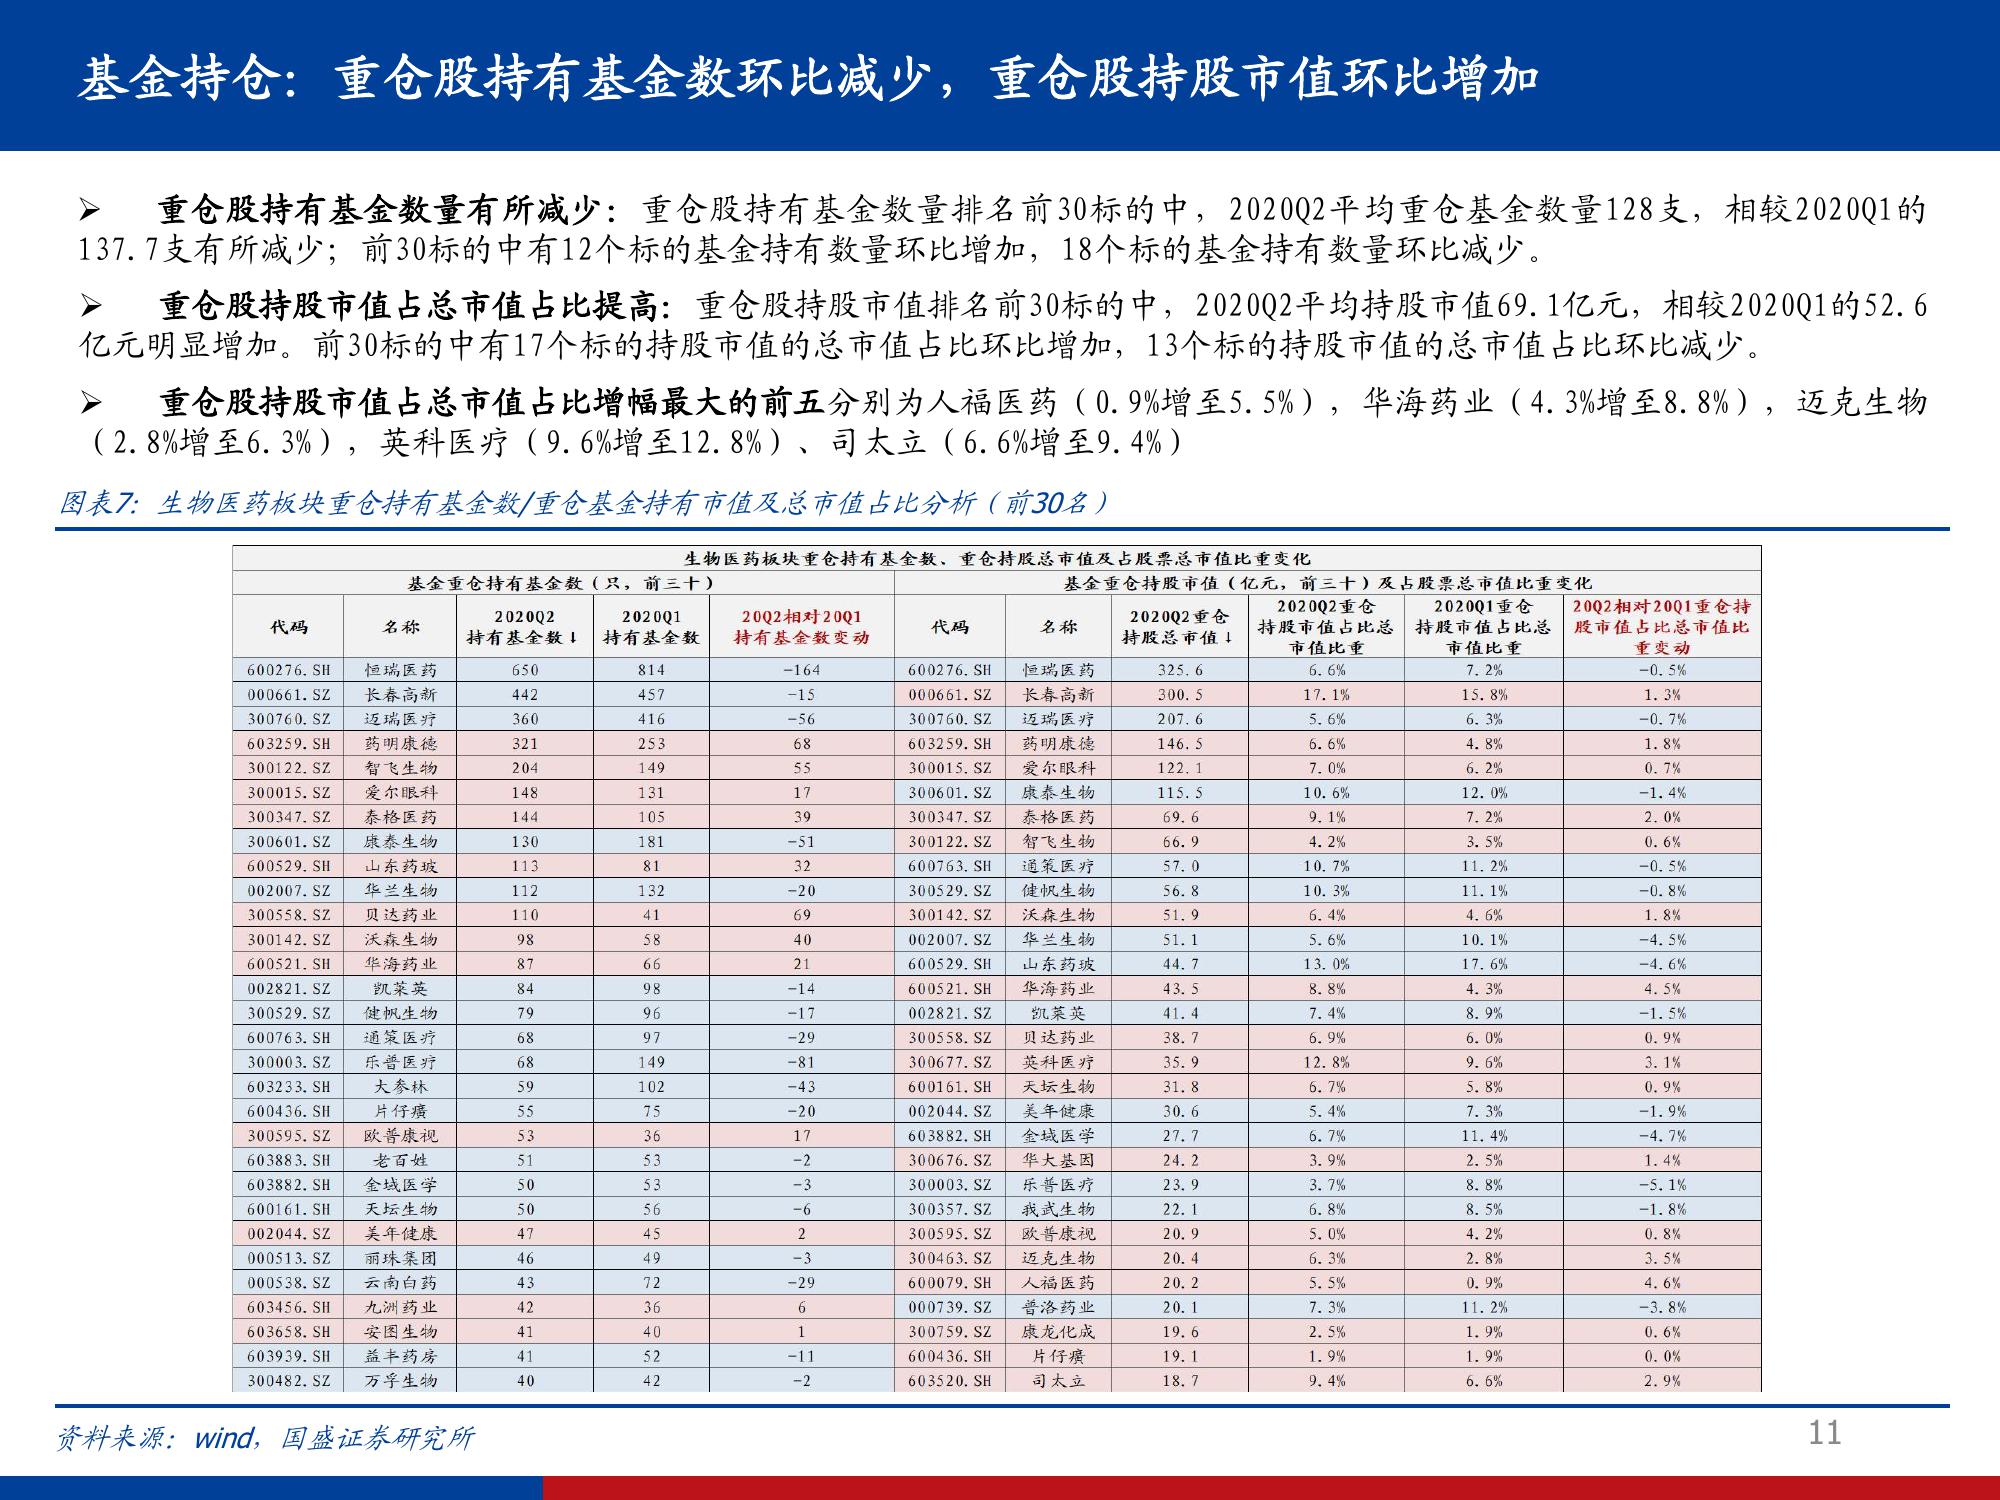 基金持仓：重仓股持有基金数环比减少，重仓股持股市值环比增加
➢ 重仓股持有基金数量有所减少：重仓股持有基金数量排名前30标的中，2020Q2平均重仓基金数量128支，相较2020Q1的
137.7支有所减少；前30标的中有12个标的基金持有数量环比增加，18个标的基金持有数量环比减少。
➢ 重仓股持股市值占总市值占比提高：重仓股持股市值排名前30标的中，2020Q2平均持股市值69.1亿元，相较2020Q1的52.6
亿元明显增加。前30标的中有17个标的持股市值的总市值占比环比增加，13个标的持股市值的总市值占比环比减少。
➢ 重仓股持股市值占总市值占比增幅最大的前五分别为人福医药（0.9%增至5.5%），华海药业（4.3%增至8.8%），迈克生物
（2.8%增至6.3%），英科医疗（9.6%增至12.8%）、司太立（6.6%增至9.4%）
图表7：生物医药板块重仓持有基金数/重仓基金持有市值及总市值占比分析（前30名）
生物医药板块重仓持有基金数、重仓持股总市值及占股票总市值比重变化
基金重仓持有基金数（只，前三十） 基金重仓持股市值（亿元，前三十）及占股票总市值比重变化
代码 名称 2020Q2持有基金数↓ 2020Q1持有基金数 20Q2相对20Q1持有基金数变动 代码 名称 2020Q2重仓持股总市值↓ 2020Q2重仓持股市值占比总市值比重 2020Q1重仓持股市值占比总市值比重 20Q2相对20Q1重仓持股市值占比总市值比重变动
600276.SH 恒瑞医药 650 814 -164 600276.SH 恒瑞医药 325.6 6.6% 7.2% -0.5%
000661.SZ 长春高新 442 457 -15 000661.SZ 长春高新 300.5 17.1% 15.8% 1.3%
300760.SZ 迈瑞医疗 360 416 -56 300760.SZ 迈瑞医疗 207.6 5.6% 6.3% -0.7%
603259.SH 药明康德 321 253 68 603259.SH 药明康德 146.5 6.6% 4.8% 1.8%
300122.SZ 智飞生物 204 149 55 300015.SZ 爱尔眼科 122.1 7.0% 6.2% 0.7%
300015.SZ 爱尔眼科 148 131 17 300601.SZ 康泰生物 115.5 10.6% 12.0% -1.4%
300347.SZ 泰格医药 144 105 39 300347.SZ 泰格医药 69.6 9.1% 7.2% 2.0%
300601.SZ 康泰生物 130 181 -51 300122.SZ 智飞生物 66.9 4.2% 3.5% 0.6%
600529.SH 山东药玻 113 81 32 600763.SH 通策医疗 57.0 10.7% 11.2% -0.5%
002007.SZ 华兰生物 112 132 -20 300529.SZ 健帆生物 56.8 10.3% 11.1% -0.8%
300558.SZ 贝达药业 110 41 69 300142.SZ 沃森生物 51.9 6.4% 4.6% 1.8%
300142.SZ 沃森生物 98 58 40 002007.SZ 华兰生物 51.1 5.6% 10.1% -4.5%
600521.SH 华海药业 87 66 21 600529.SH 山东药玻 44.7 13.0% 17.6% -4.6%
002821.SZ 凯莱英 84 98 -14 600521.SH 华海药业 43.5 8.8% 4.3% 4.5%
300529.SZ 健帆生物 79 96 -17 002821.SZ 凯莱英 41.4 7.4% 8.9% -1.5%
600763.SH 通策医疗 68 97 -29 300558.SZ 贝达药业 38.7 6.9% 6.0% 0.9%
300003.SZ 乐普医疗 68 149 -81 300677.SZ 英科医疗 35.9 12.8% 9.6% 3.1%
603233.SH 大参林 59 102 -43 600161.SH 天坛生物 31.8 6.7% 5.8% 0.9%
600436.SH 片仔癀 55 75 -20 002044.SZ 美年健康 30.6 5.4% 7.3% -1.9%
300595.SZ 欧普康视 53 36 17 603882.SH 金域医学 27.7 6.7% 11.4% -4.7%
603883.SH 老百姓 51 53 -2 300676.SZ 华大基因 24.2 3.9% 2.5% 1.4%
603882.SH 金域医学 50 53 -3 300003.SZ 乐普医疗 23.9 3.7% 8.8% -5.1%
600161.SH 天坛生物 50 56 -6 300357.SZ 我武生物 22.1 6.8% 8.5% -1.8%
002044.SZ 美年健康 47 45 2 300595.SZ 欧普康视 20.9 5.0% 4.2% 0.8%
000513.SZ 丽珠集团 46 49 -3 300463.SZ 迈克生物 20.4 6.3% 2.8% 3.5%
000538.SZ 云南白药 43 72 -29 600079.SH 人福医药 20.2 5.5% 0.9% 4.6%
603456.SH 九洲药业 42 36 6 000739.SZ 普洛药业 20.1 7.3% 11.2% -3.8%
603658.SH 安图生物 41 40 1 300759.SZ 康龙化成 19.6 2.5% 1.9% 0.6%
603939.SH 益丰药房 41 52 -11 600436.SH 片仔癀 19.1 1.9% 1.9% 0.0%
300482.SZ 万孚生物 40 42 -2 603520.SH 司太立 18.7 9.4% 6.6% 2.9%
资料来源：wind，国盛证券研究所
11